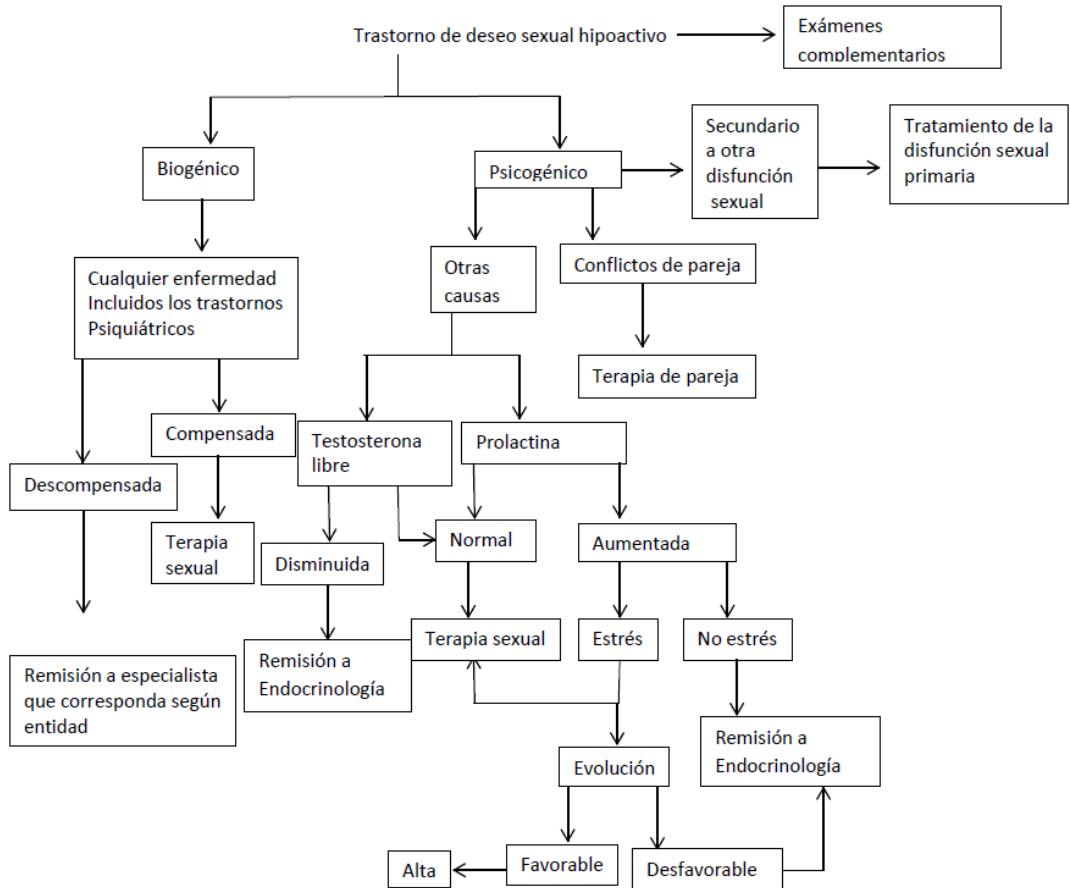 Trastorno de deseo sexual hipoactivo
Exámenes
complementarios
Biogénico
Psicogénico
Secundario
a otra
disfunción
sexual
Tratamiento de la
disfunción sexual
primaria
Cualquier enfermedad
Incluidos los trastornos
Psiquiátricos
Otras
causas
Conflictos de pareja
Terapia de pareja
Compensada
Testosterona
libre
Prolactina
Descompensada
Terapia
sexual
Disminuida
Normal
Aumentada
Terapia sexual
Estrés
No estrés
Remisión a especialista
que corresponda según
entidad
Remisión a
Endocrinología
Remisión a
Endocrinología
Evolución
Alta
Favorable
Desfavorable